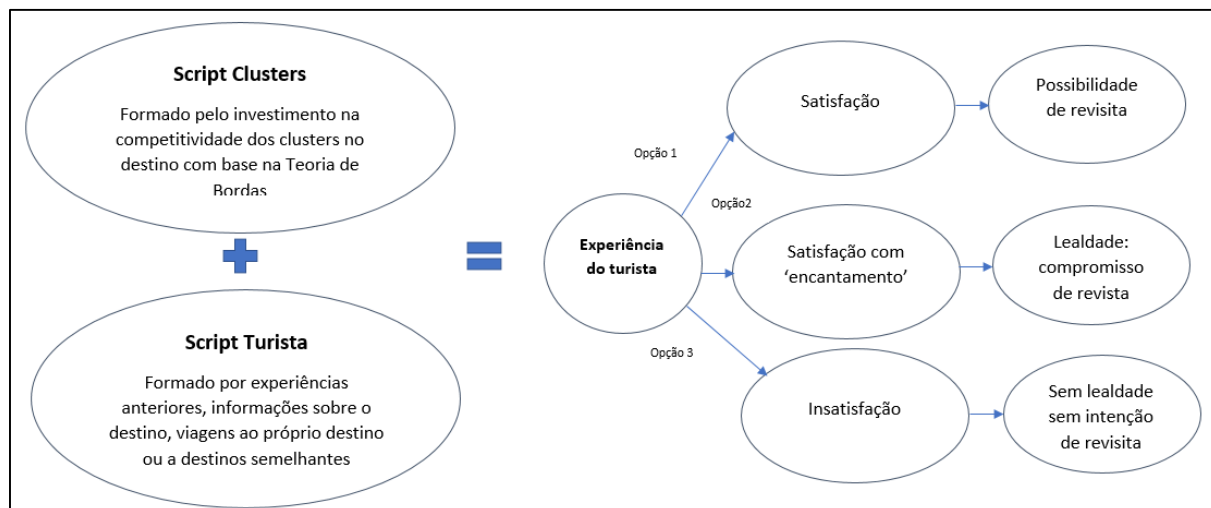 Script Clusters
Formado pelo investimento na
competitividade dos clusters no
destino com base na Teoria de
Bordas
Script Turista
Formado por experiências
anteriores, informações sobre o
destino, viagens ao próprio destino
ou a destinos semelhantes
Experiência
do turista
Opção 1
Satisfação
Possibilidade
de revisita
Opção2
Satisfação com
‘encantamento’
Lealdade:
compromisso
de revista
Opção 3
Insatisfação
Sem lealdade
sem intenção
de revisita